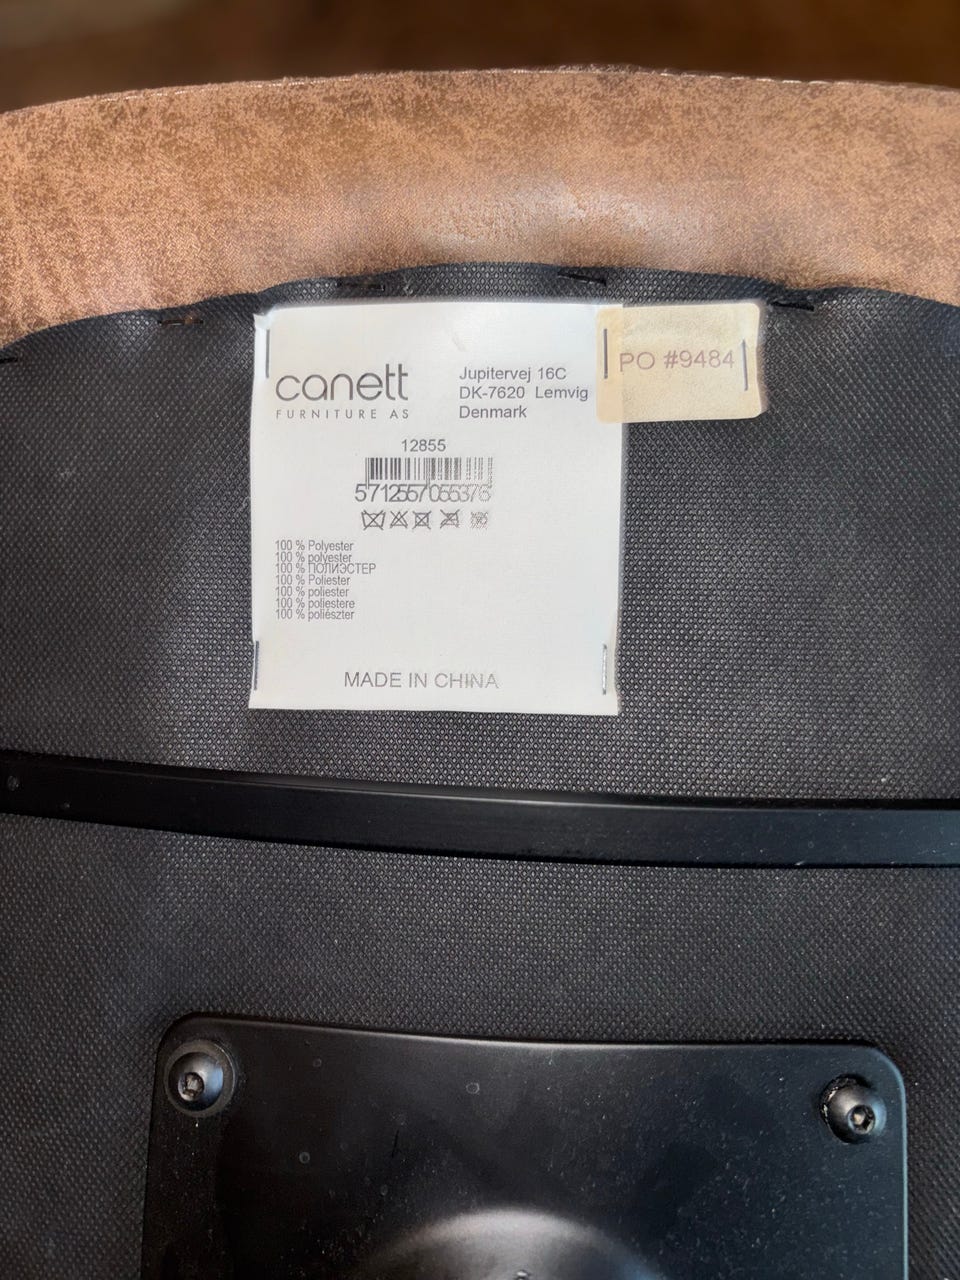 canett
FURNITURE AS
Jupitervej 16C
DK-7620 Lemvig
Denmark
PO #9484
12855
5712557055376
100 % Polyester
100 % polyester
100 % ПОЛИЭСТЕР
100 % Poliester
100 % poliester
100 % poliestere
100 % poliészter
MADE IN CHINA